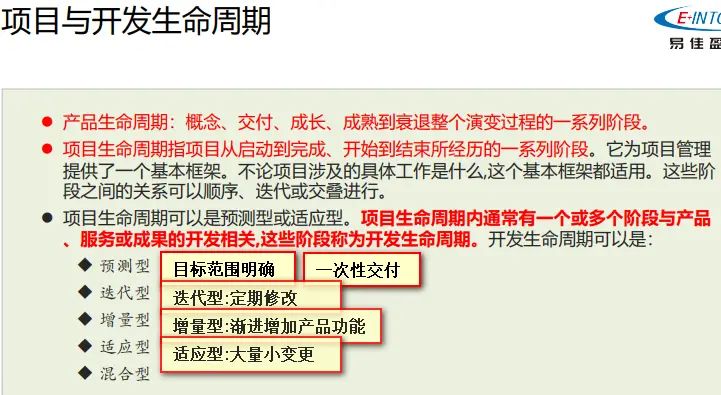 项目与开发生命周期
E-INTO
易佳盈
● 产品生命周期：概念、交付、成长、成熟到衰退整个演变过程的一系列阶段。
● 项目生命周期指项目从启动到完成、开始到结束所经历的一系列阶段。它为项目管理
提供了一个基本框架。不论项目涉及的具体工作是什么,这个基本框架都适用。这些阶
段之间的关系可以顺序、迭代或交叠进行。
● 项目生命周期可以是预测型或适应型。项目生命周期内通常有一个或多个阶段与产品
、服务或成果的开发相关,这些阶段称为开发生命周期。开发生命周期可以是：
◆ 预测型 目标范围明确 一次性交付
◆ 迭代型 迭代型:定期修改
◆ 增量型 增量型:渐进增加产品功能
◆ 适应型 适应型:大量小变更
◆ 混合型